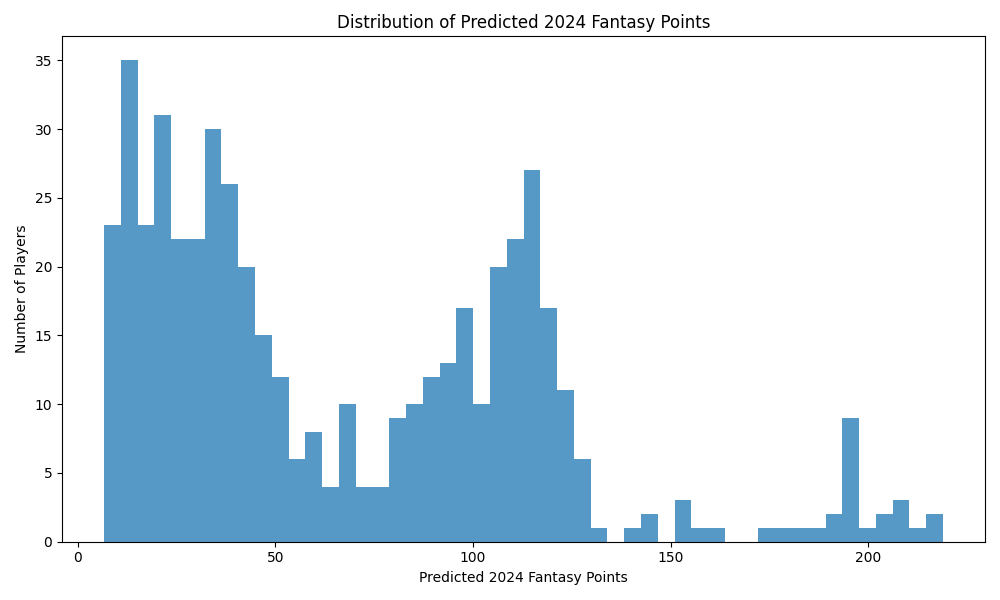 Distribution of Predicted 2024 Fantasy Points
Number of Players
35
30
25
20
15
10
5
0
0 50 100 150 200
Predicted 2024 Fantasy Points